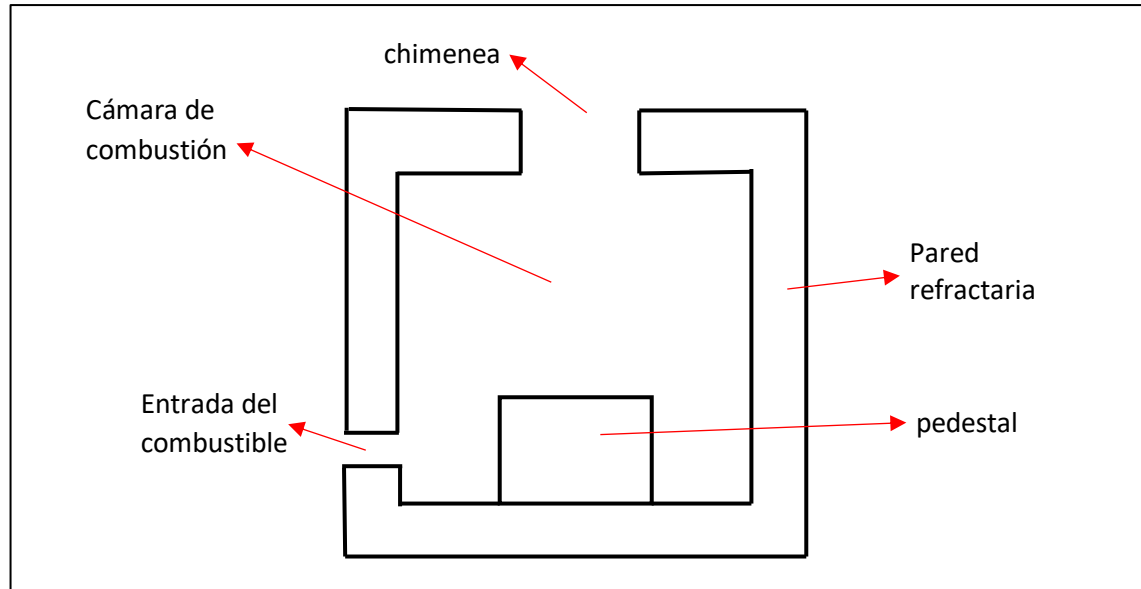 chimenea
Cámara de
combustión
Pared
refractaria
Entrada del
combustible
pedestal